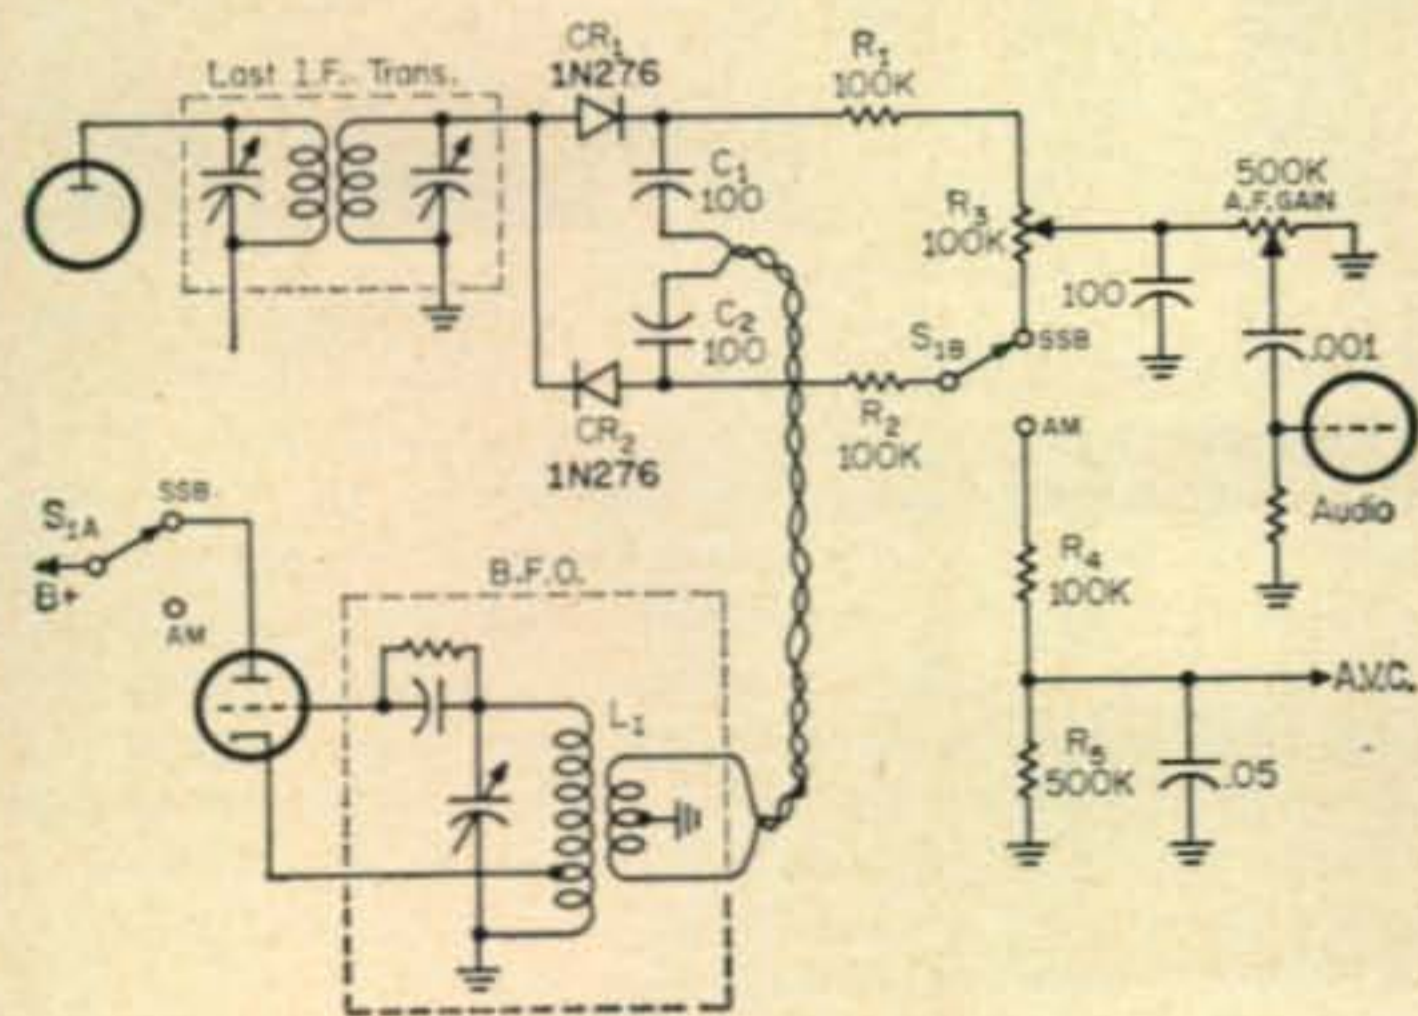 Last I.F. Trans.
CR1
1N276
R1
100K
C1
100
R3
100K
500K
A.F. GAIN
100
.001
C2
100
S1B
SSB
AM
CR2
1N276
R2
100K
Audio
S1A
SSB
B+
AM
B.F.O.
L1
R4
100K
A.V.C.
R5
500K
.05